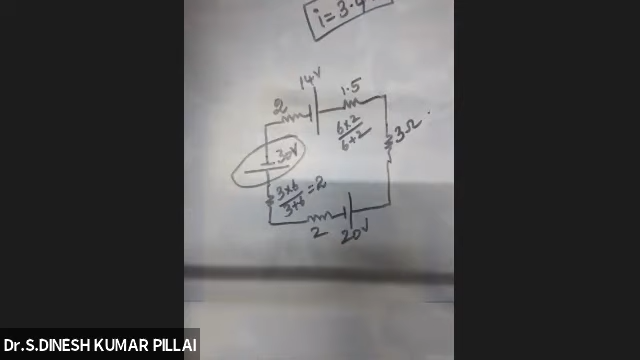 i=3.4
14V
1.5
2
6×2
6+2
3Ω
30V
3×6
3+6
=2
2
20V
Dr.S.DINESH KUMAR PILLAI